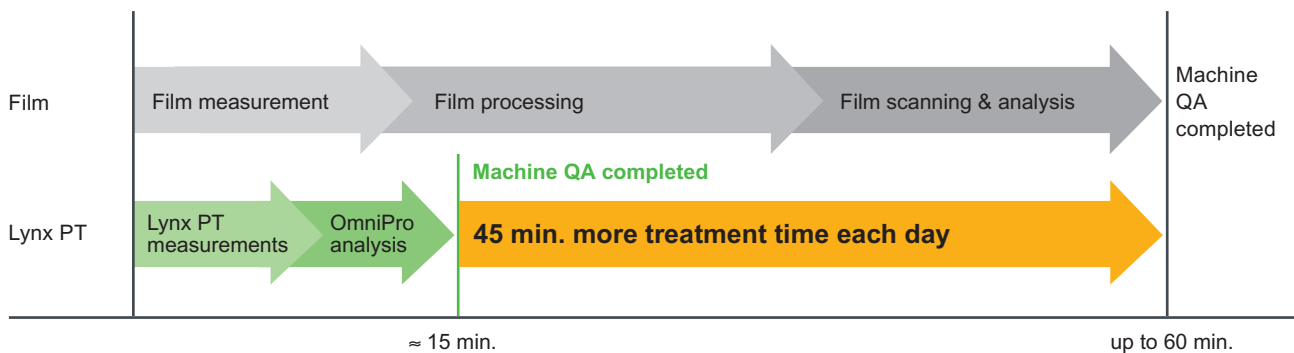 Film
Film measurement
Film processing
Film scanning & analysis
Machine
QA
completed
Machine QA completed
Lynx PT
Lynx PT
measurements
OmniPro
analysis
45 min. more treatment time each day
≈ 15 min.
up to 60 min.